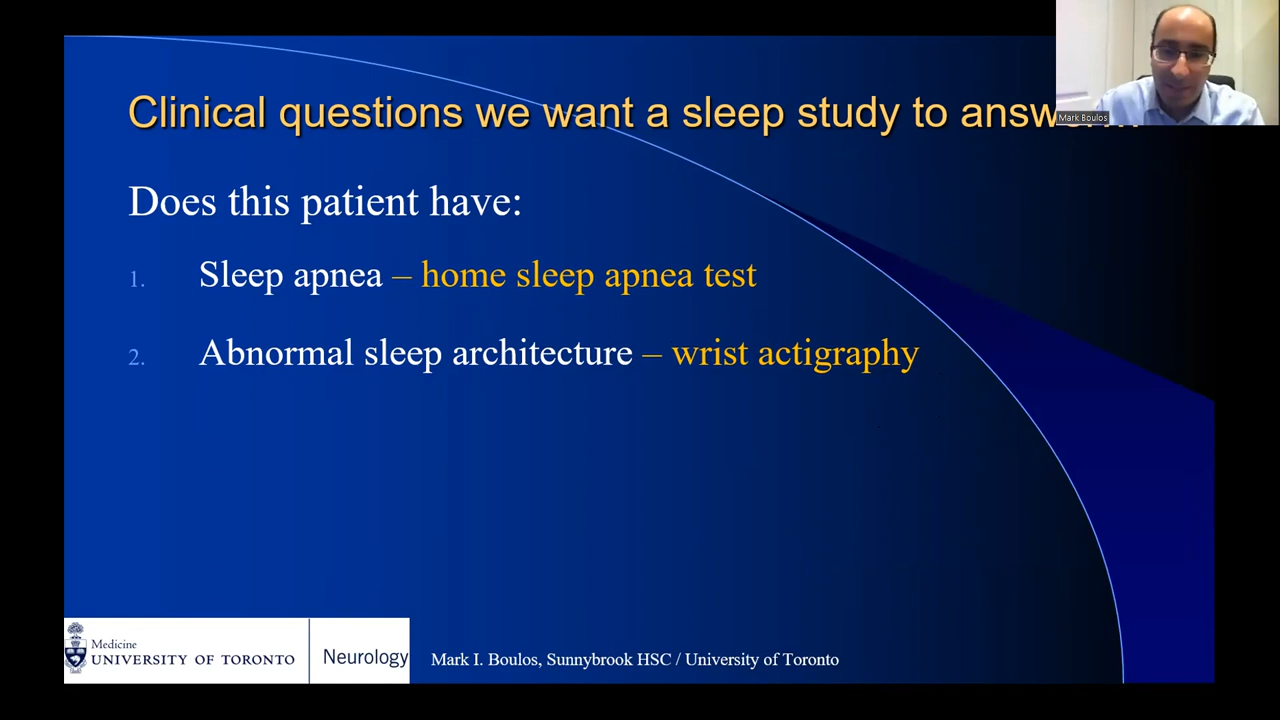 Clinical questions we want a sleep study to
Mark Boulos
Does this patient have:
1. Sleep apnea – home sleep apnea test
2. Abnormal sleep architecture – wrist actigraphy
Medicine
UNIVERSITY OF TORONTO
Neurology
Mark I. Boulos, Sunnybrook HSC / University of Toronto